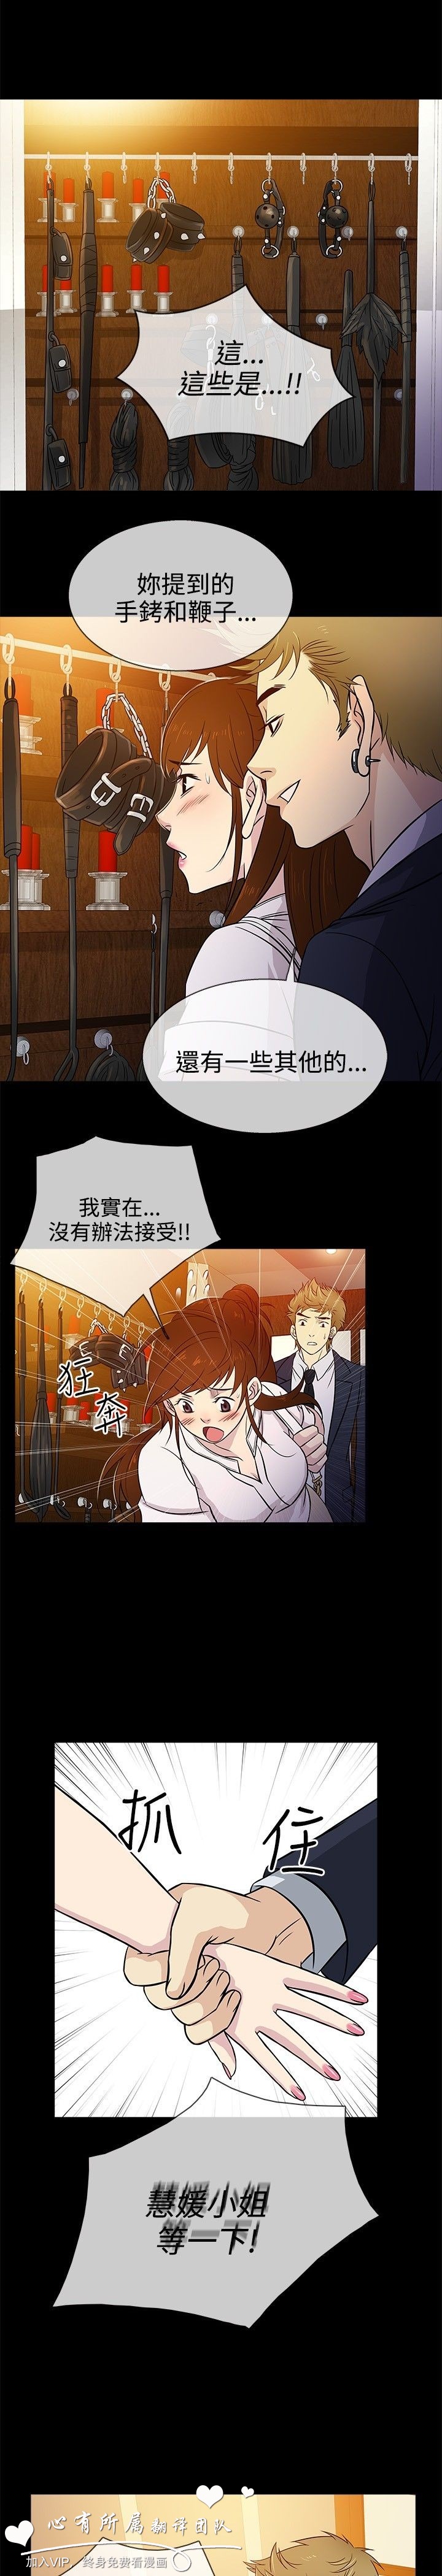 這...
這些是...!!
妳提到的
手銬和鞭子...
還有一些其他的...
我實在...
沒有辦法接受!!
狂奔
抓住
慧媛小姐
等一下!
心有所属翻译团队
加入VIP，终身免费看漫画